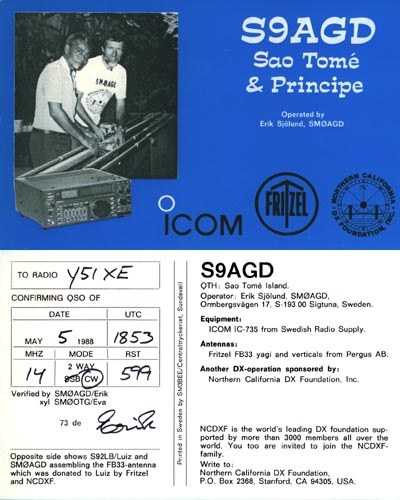 S9AGD
Sao Tomé
& Principe
Operated by
Erik Sjölund, SMØAGD
SMØAGD
ICOM
FRITZEL
NORTHERN CALIFORNIA
DX FOUNDATION, INC.
TO RADIO Y51XE
CONFIRMING QSO OF
DATE UTC
MAY 5 1988 1853
MHZ MODE RST
14 2 WAY SSB CW 599
Verified by SMØAGD/Erik
xyl SMØOTG/Eva
73 de Erik
Opposite side shows S92LB/Luiz and
SMØAGD assembling the FB33-antenna
which was donated to Luiz by Fritzel
and NCDXF.
Printed in Sweden by SM3BEE/Centraltryckeriet, Sundsvall
S9AGD
QTH: Sao Tomé Island.
Operator: Erik Sjölund, SMØAGD,
Ormbergsvägen 17. S-193 00 Sigtuna, Sweden.
Equipment:
ICOM IC-735 from Swedish Radio Supply.
Antennas:
Fritzel FB33 yagi and verticals from Pergus AB.
Another DX-operation sponsored by:
Northern California DX Foundation, Inc.
NCDXF is the world's leading DX foundation sup-
ported by more than 3000 members all over the
world. You too are invited to join the NCDXF-
family.
Write to:
Northern California DX Foundation,
P.O. Box 2368, Stanford, CA 94305, USA.